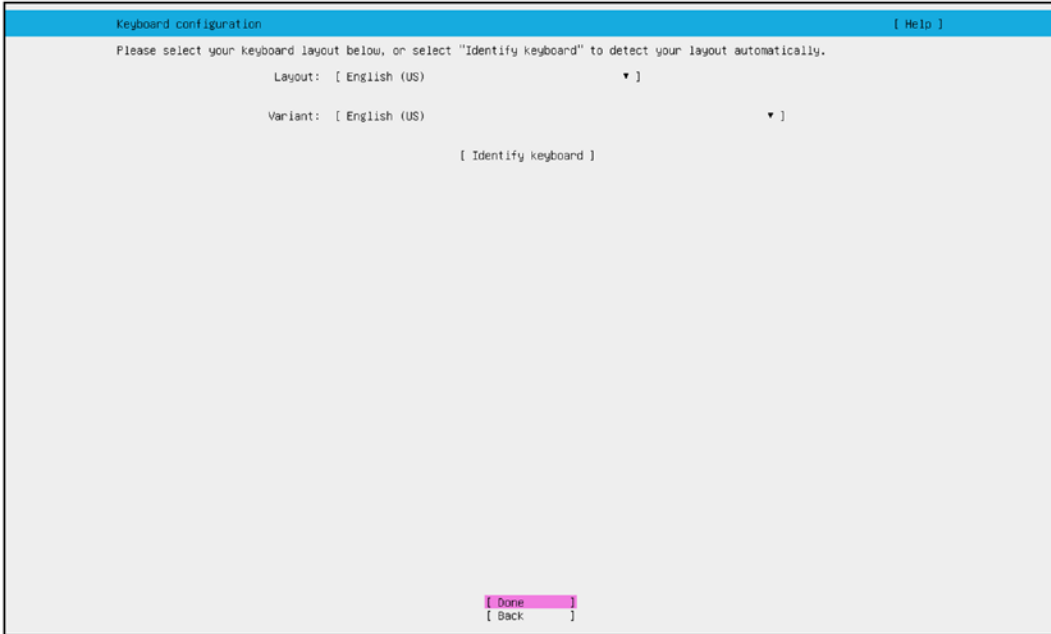 Keyboard configuration [ Help ]
Please select your keyboard layout below, or select "Identify keyboard" to detect your layout automatically.
Layout: [ English (US) ▾ ]
Variant: [ English (US) ▾ ]
[ Identify keyboard ]
[ Done ]
[ Back ]